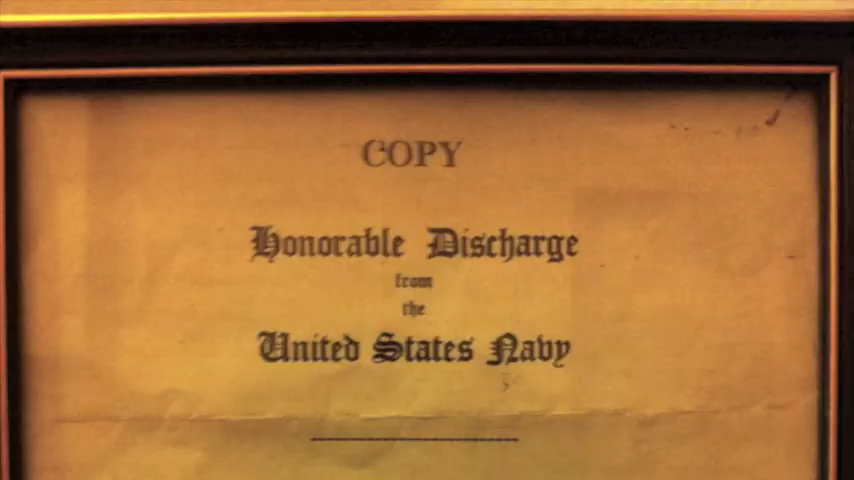 COPY
Honorable Discharge
from
the
United States Navy